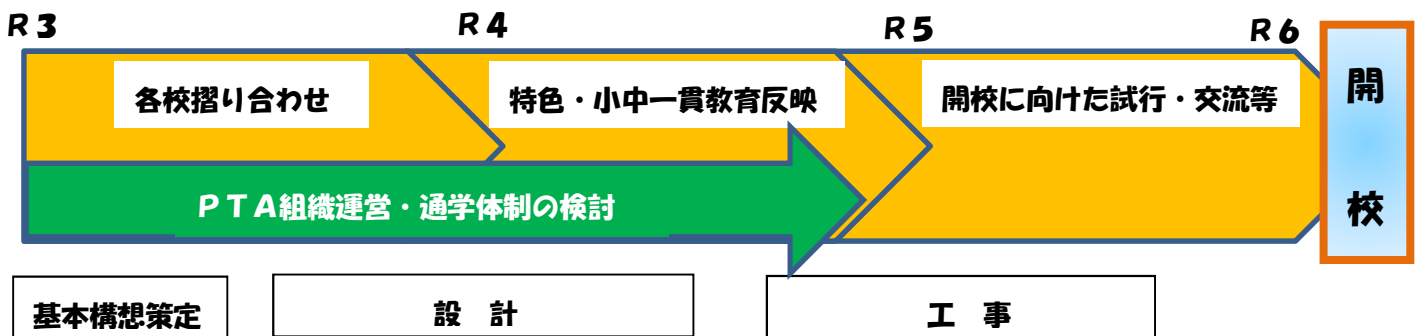 R3 R4 R5 R6
各校摺り合わせ 特色・小中一貫教育反映 開校に向けた試行・交流等
開校
PTA組織運営・通学体制の検討
基本構想策定 設計 工事